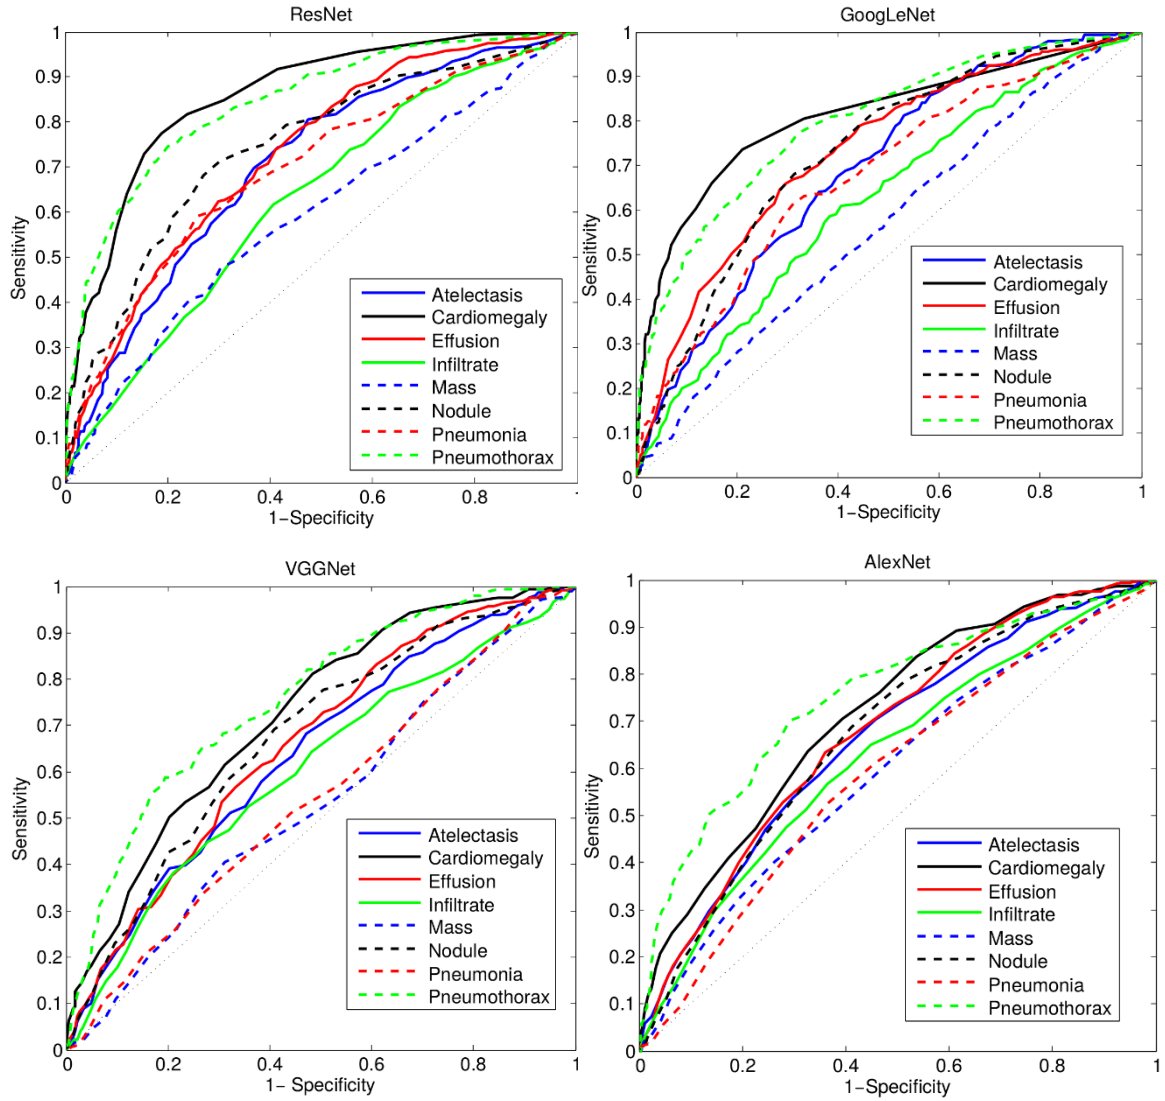 ResNet
1
0.9
0.8
0.7
0.6
0.5
0.4
0.3
0.2
0.1
0
Sensitivity
Atelectasis
Cardiomegaly
Effusion
Infiltrate
Mass
Nodule
Pneumonia
Pneumothorax
0 0.2 0.4 0.6 0.8
1-Specificity
GoogLeNet
1
0.9
0.8
0.7
0.6
0.5
0.4
0.3
0.2
0.1
0
Sensitivity
Atelectasis
Cardiomegaly
Effusion
Infiltrate
Mass
Nodule
Pneumonia
Pneumothorax
0 0.2 0.4 0.6 0.8 1
1-Specificity
VGGNet
1
0.9
0.8
0.7
0.6
0.5
0.4
0.3
0.2
0.1
0
Sensitivity
Atelectasis
Cardiomegaly
Effusion
Infiltrate
Mass
Nodule
Pneumonia
Pneumothorax
0 0.2 0.4 0.6 0.8 1
1- Specificity
AlexNet
1
0.9
0.8
0.7
0.6
0.5
0.4
0.3
0.2
0.1
0
Sensitivity
Atelectasis
Cardiomegaly
Effusion
Infiltrate
Mass
Nodule
Pneumonia
Pneumothorax
0 0.2 0.4 0.6 0.8 1
1-Specificity